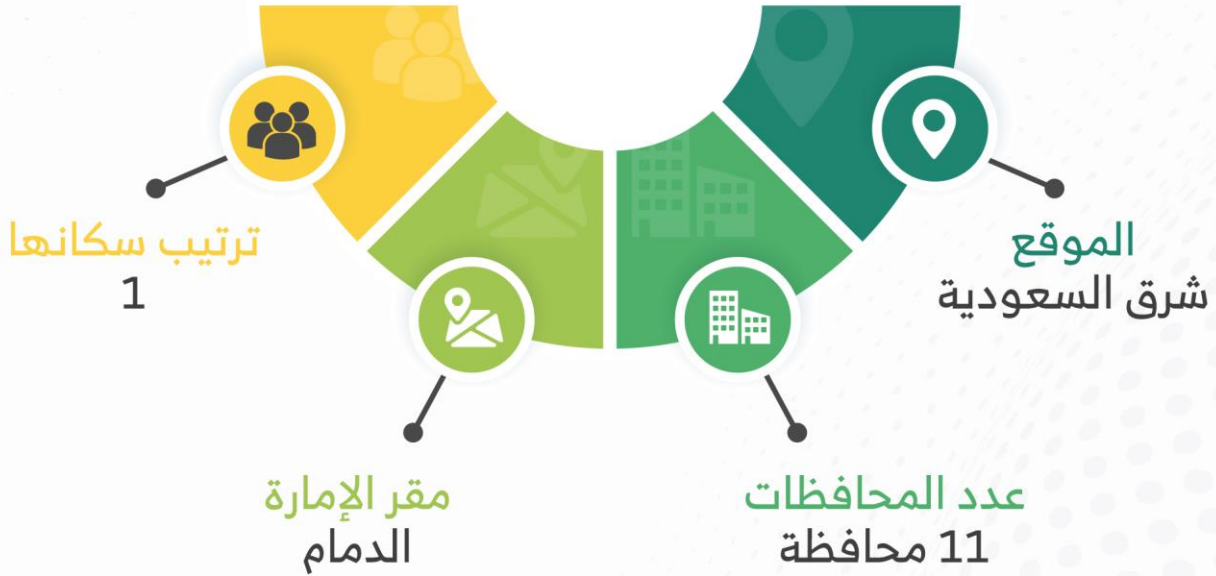 الموقع
شرق السعودية
عدد المحافظات
11 محافظة
مقر الإمارة
الدمام
ترتيب سكانها
1